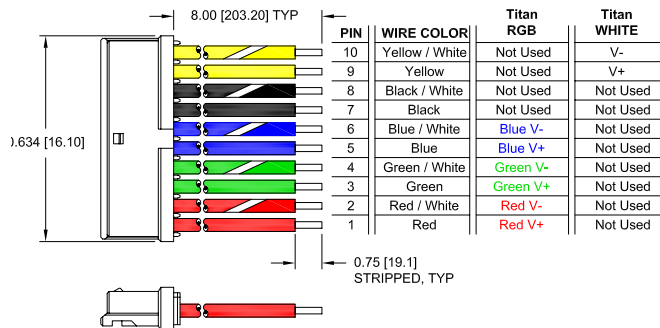 8.00 [203.20] TYP
PIN WIRE COLOR Titan RGB Titan WHITE
10 Yellow / White Not Used V-
9 Yellow Not Used V+
8 Black / White Not Used Not Used
7 Black Not Used Not Used
6 Blue / White Blue V- Not Used
5 Blue Blue V+ Not Used
4 Green / White Green V- Not Used
3 Green Green V+ Not Used
2 Red / White Red V- Not Used
1 Red Red V+ Not Used
0.634 [16.10]
0.75 [19.1]
STRIPPED, TYP